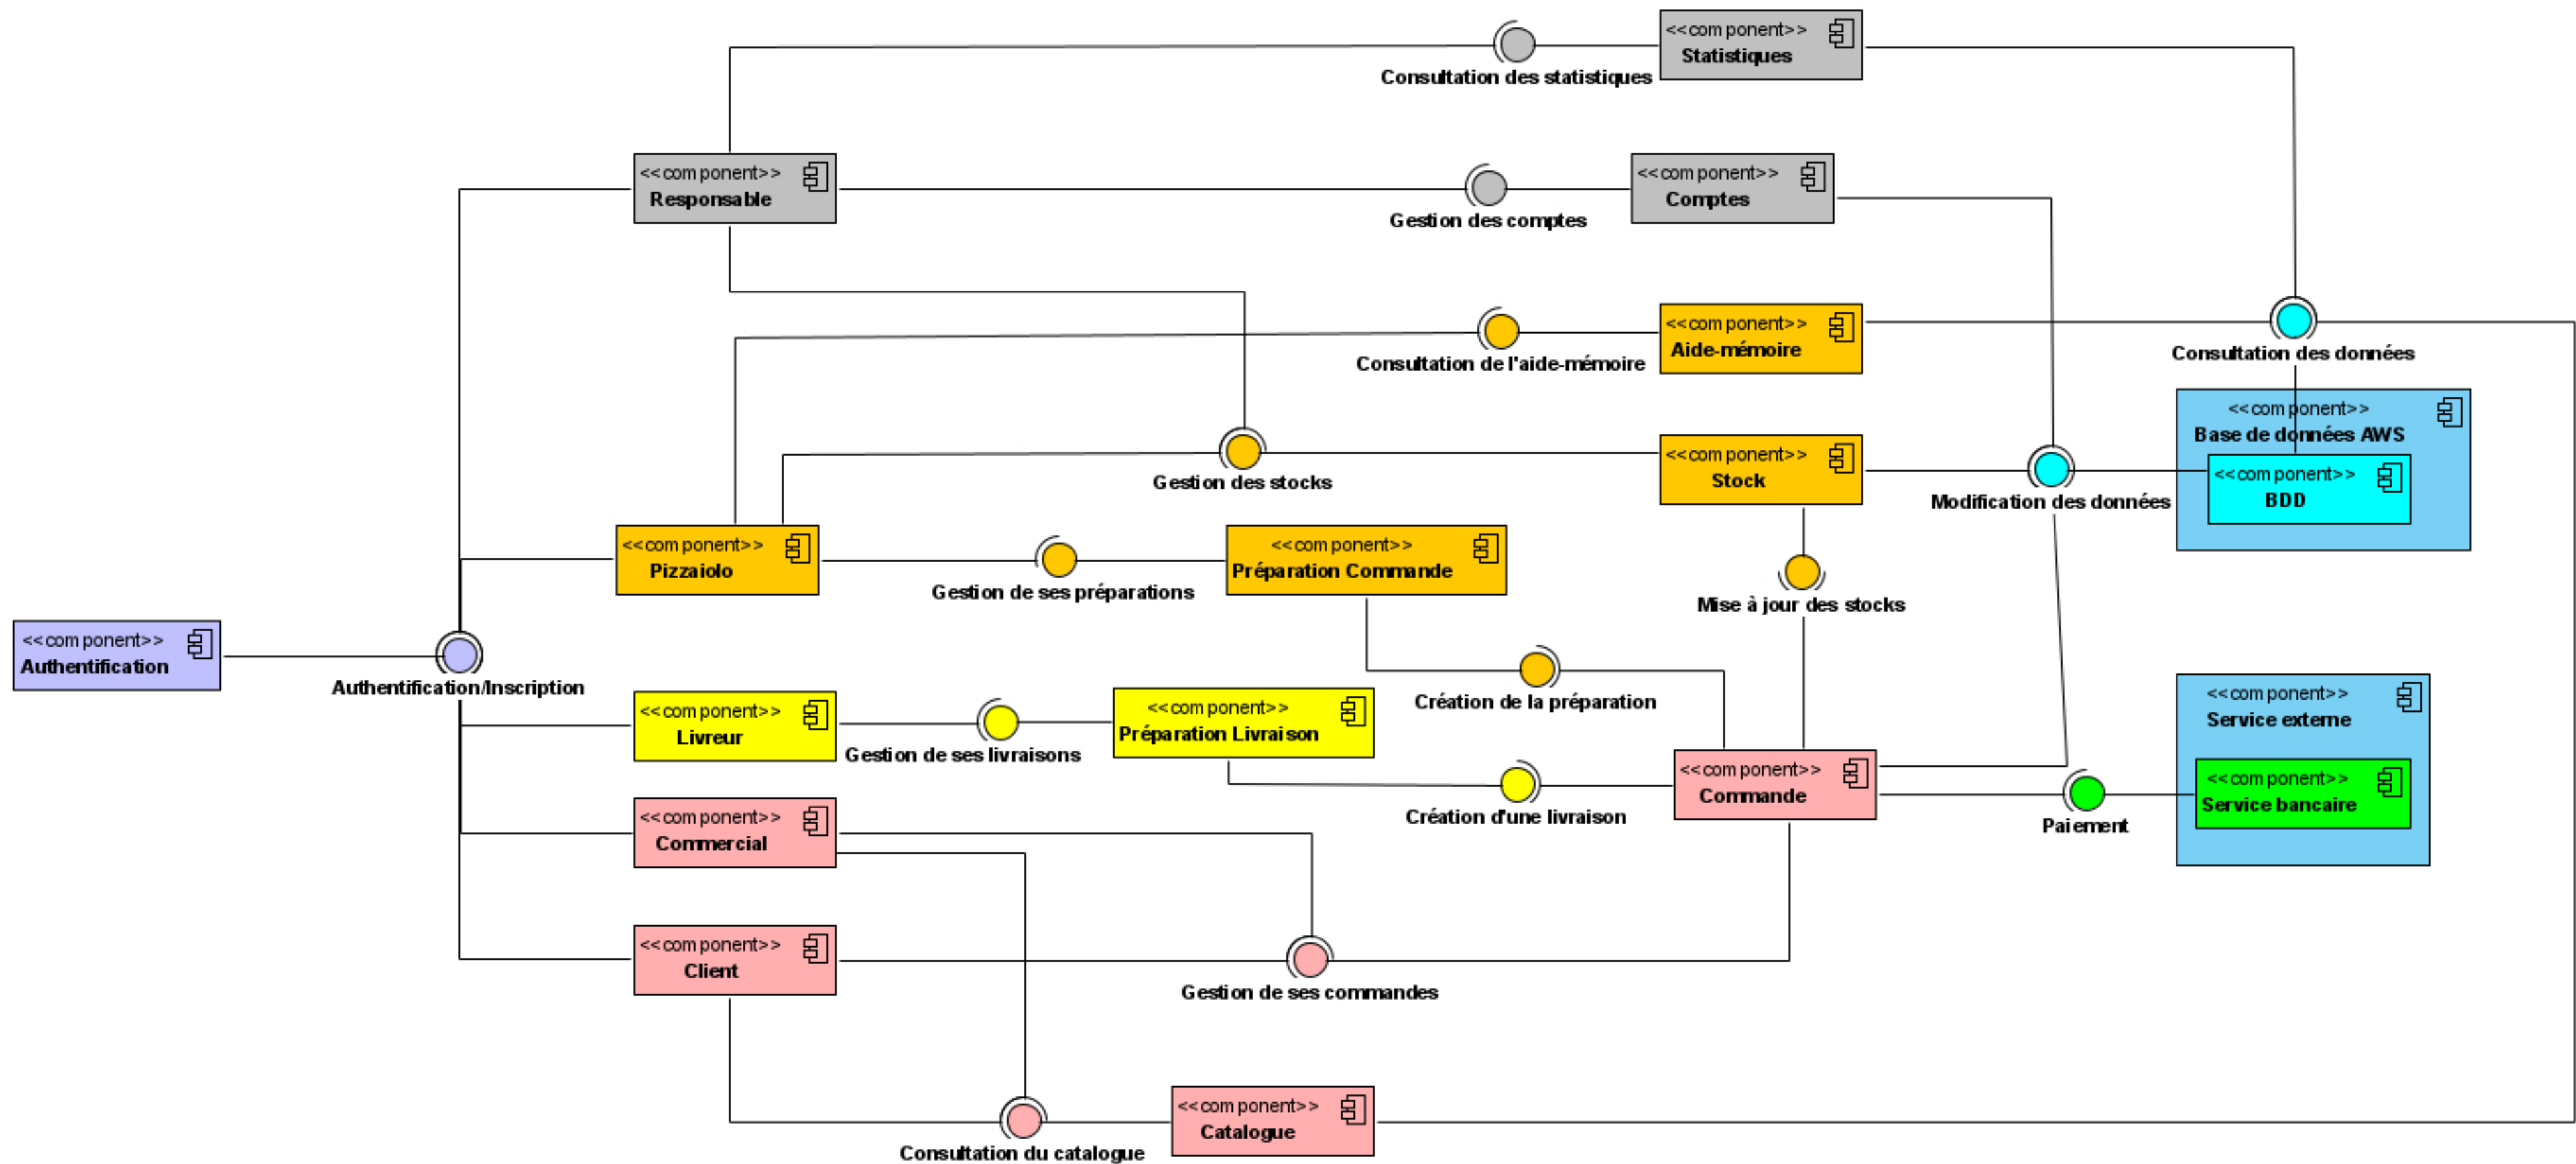 <<component>>
Statistiques
Consultation des statistiques
<<component>>
Responsable
<<component>>
Comptes
Gestion des comptes
<<component>>
Aide-mémoire
Consultation de l'aide-mémoire
Consultation des données
<<component>>
Base de données AWS
<<component>>
BDD
<<component>>
Stock
Gestion des stocks
Modification des données
<<component>>
Pizzaiolo
Gestion de ses préparations
<<component>>
Préparation Commande
Mise à jour des stocks
<<component>>
Authentification
Authentification/Inscription
<<component>>
Livreur
Gestion de ses livraisons
<<component>>
Préparation Livraison
Création de la préparation
Création d'une livraison
<<component>>
Commande
Paiement
<<component>>
Service externe
<<component>>
Service bancaire
<<component>>
Commercial
<<component>>
Client
Gestion de ses commandes
<<component>>
Catalogue
Consultation du catalogue